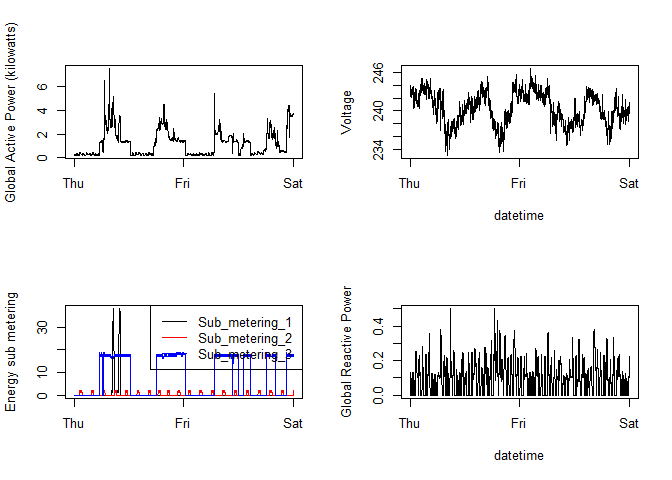 Global Active Power (kilowatts)
0 2 4 6
Thu Fri Sat
Voltage
234 240 246
Thu Fri Sat
datetime
Energy sub metering
0 10 30
Sub_metering_1
Sub_metering_2
Sub_metering_3
Thu Fri Sat
Global Reactive Power
0.0 0.2 0.4
Thu Fri Sat
datetime